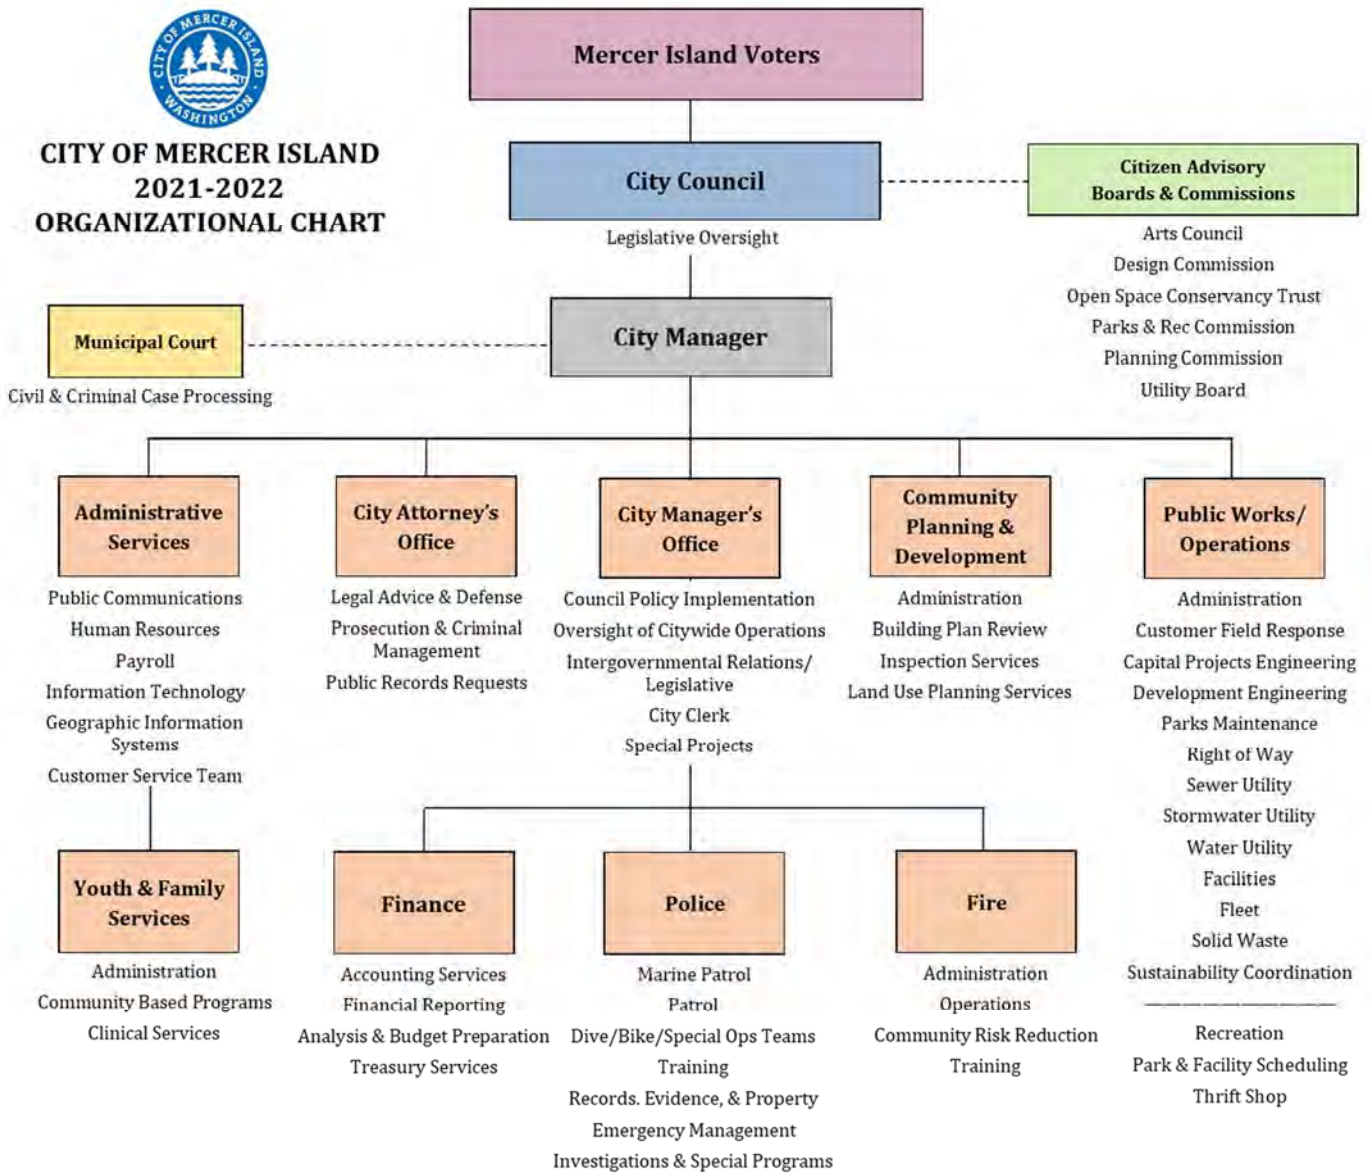 CITY OF MERCER ISLAND
WASHINGTON
CITY OF MERCER ISLAND
2021-2022
ORGANIZATIONAL CHART
Mercer Island Voters
City Council
Legislative Oversight
Citizen Advisory
Boards & Commissions
Arts Council
Design Commission
Open Space Conservancy Trust
Parks & Rec Commission
Planning Commission
Utility Board
Municipal Court
Civil & Criminal Case Processing
City Manager
Administrative
Services
Public Communications
Human Resources
Payroll
Information Technology
Geographic Information
Systems
Customer Service Team
City Attorney's
Office
Legal Advice & Defense
Prosecution & Criminal
Management
Public Records Requests
City Manager's
Office
Council Policy Implementation
Oversight of Citywide Operations
Intergovernmental Relations/
Legislative
City Clerk
Special Projects
Community
Planning &
Development
Administration
Building Plan Review
Inspection Services
Land Use Planning Services
Public Works/
Operations
Administration
Customer Field Response
Capital Projects Engineering
Development Engineering
Parks Maintenance
Right of Way
Sewer Utility
Stormwater Utility
Water Utility
Facilities
Fleet
Solid Waste
Sustainability Coordination
Recreation
Park & Facility Scheduling
Thrift Shop
Youth & Family
Services
Administration
Community Based Programs
Clinical Services
Finance
Accounting Services
Financial Reporting
Analysis & Budget Preparation
Treasury Services
Police
Marine Patrol
Patrol
Dive/Bike/Special Ops Teams
Training
Records. Evidence, & Property
Emergency Management
Investigations & Special Programs
Fire
Administration
Operations
Community Risk Reduction
Training